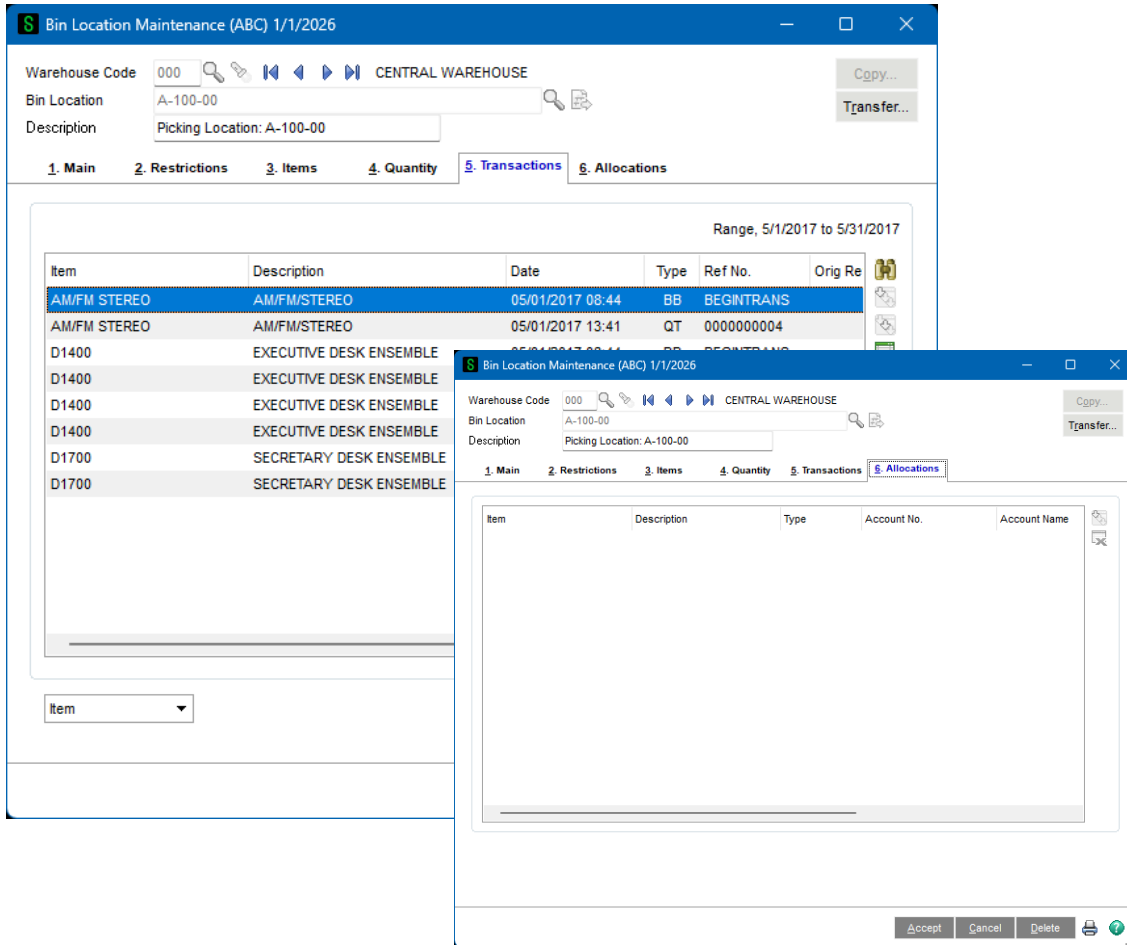 Bin Location Maintenance (ABC) 1/1/2026
Warehouse Code 000 CENTRAL WAREHOUSE Copy...
Bin Location A-100-00 Transfer...
Description Picking Location: A-100-00
1. Main 2. Restrictions 3. Items 4. Quantity 5. Transactions 6. Allocations
Range, 5/1/2017 to 5/31/2017
Item Description Date Type Ref No. Orig Re
AM/FM STEREO AM/FM/STEREO 05/01/2017 08:44 BB BEGINTRANS
AM/FM STEREO AM/FM/STEREO 05/01/2017 13:41 QT 0000000004
D1400 EXECUTIVE DESK ENSEMBLE
D1400 EXECUTIVE DESK ENSEMBLE
D1400 EXECUTIVE DESK ENSEMBLE
D1400 EXECUTIVE DESK ENSEMBLE
D1700 SECRETARY DESK ENSEMBLE
D1700 SECRETARY DESK ENSEMBLE
Item
Bin Location Maintenance (ABC) 1/1/2026
Warehouse Code 000 CENTRAL WAREHOUSE Copy...
Bin Location A-100-00 Transfer...
Description Picking Location: A-100-00
1. Main 2. Restrictions 3. Items 4. Quantity 5. Transactions 6. Allocations
Item Description Type Account No. Account Name
Accept Cancel Delete